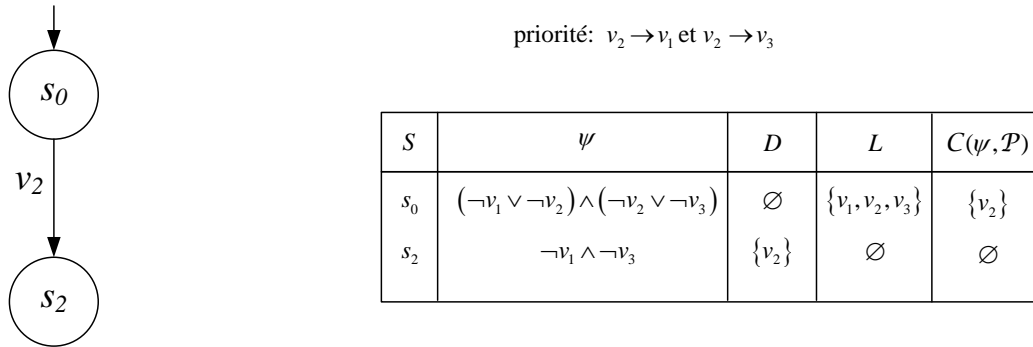 priorité: v₂ → v₁ et v₂ → v₃
s₀
v₂
s₂
S ψ D L C(ψ, 𝒫)
s₀ (¬v₁ ∨ ¬v₂) ∧ (¬v₂ ∨ ¬v₃) ∅ {v₁, v₂, v₃} {v₂}
s₂ ¬v₁ ∧ ¬v₃ {v₂} ∅ ∅